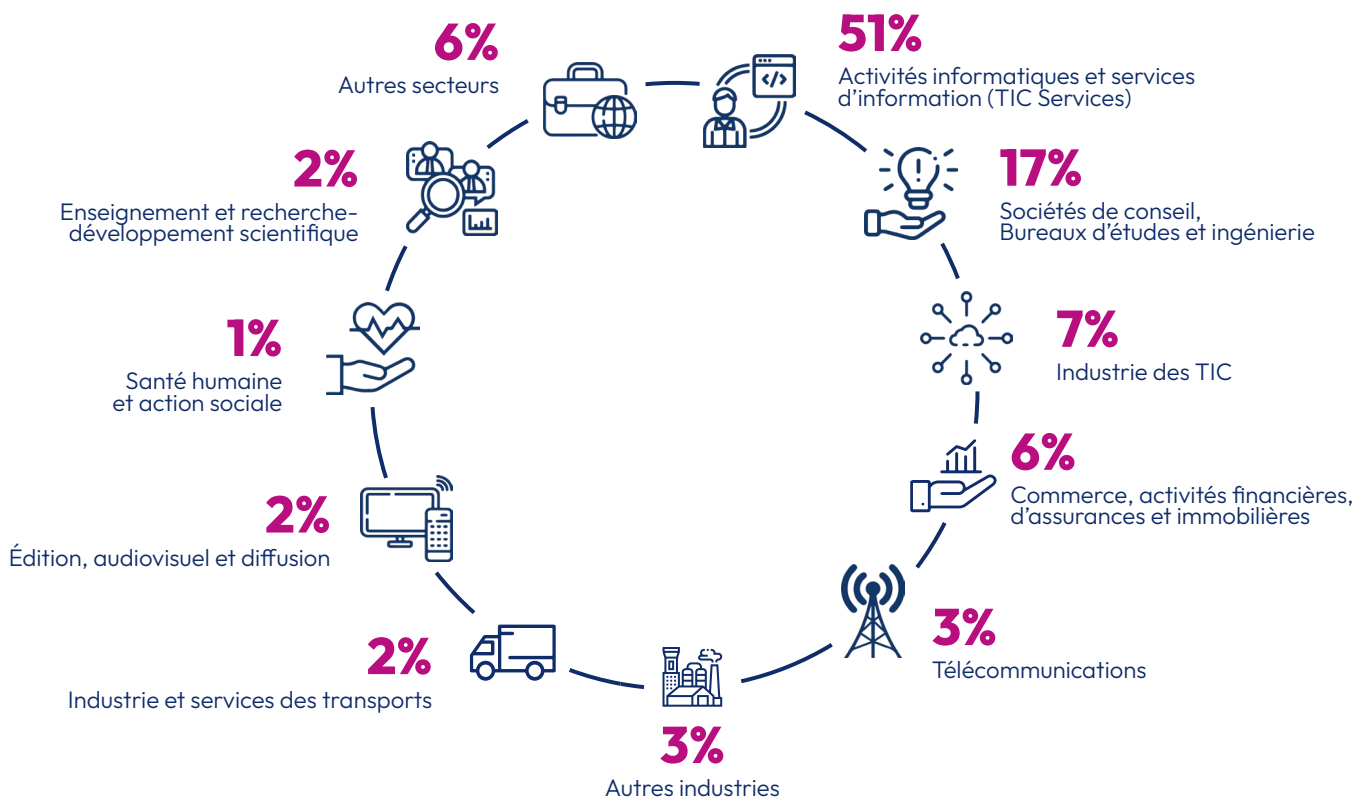 51%
Activités informatiques et services
d'information (TIC Services)
17%
Sociétés de conseil,
Bureaux d'études et ingénierie
7%
Industrie des TIC
6%
Commerce, activités financières,
d'assurances et immobilières
3%
Télécommunications
3%
Autres industries
2%
Industrie et services des transports
2%
Édition, audiovisuel et diffusion
1%
Santé humaine
et action sociale
2%
Enseignement et recherche-
développement scientifique
6%
Autres secteurs